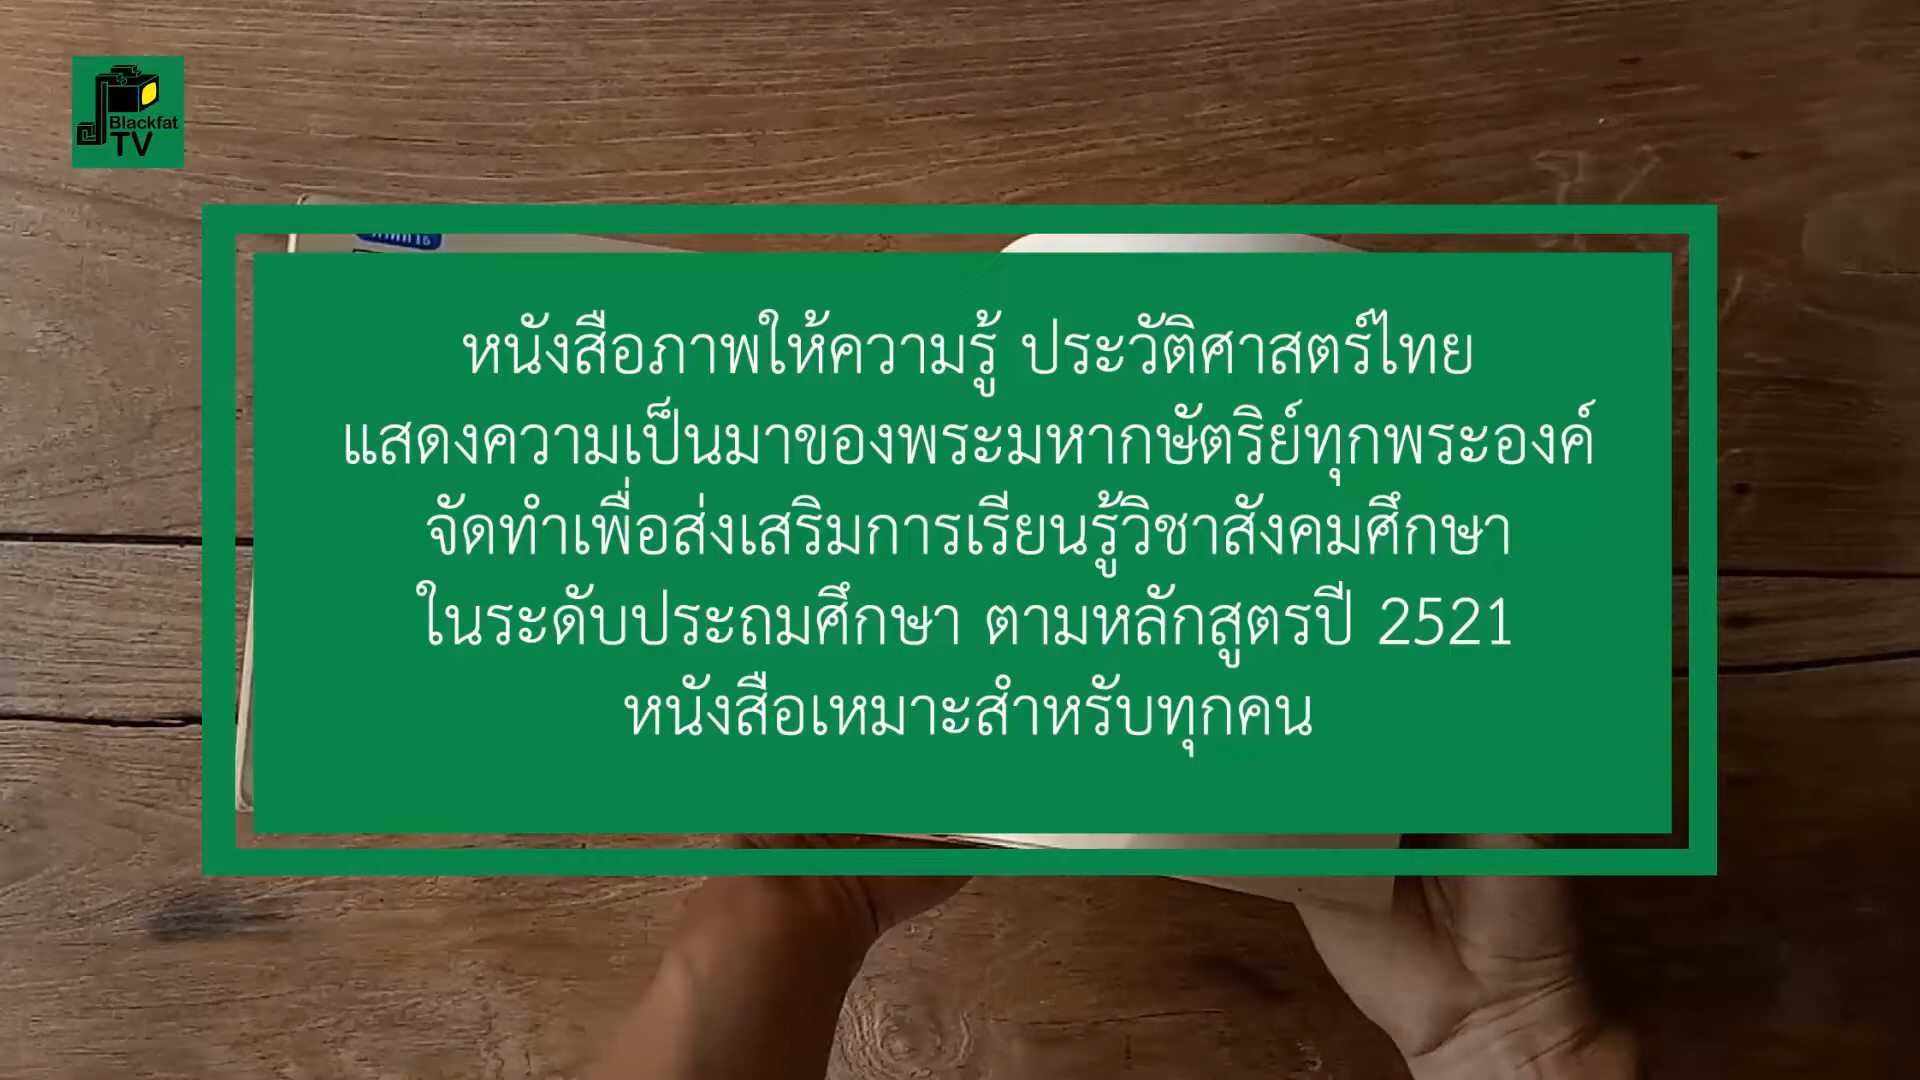 Blackfat
TV
หนังสือภาพให้ความรู้ ประวัติศาสตร์ไทย
แสดงความเป็นมาของพระมหากษัตริย์ทุกพระองค์
จัดทำเพื่อส่งเสริมการเรียนรู้วิชาสังคมศึกษา
ในระดับประถมศึกษา ตามหลักสูตรปี 2521
หนังสือเหมาะสำหรับทุกคน